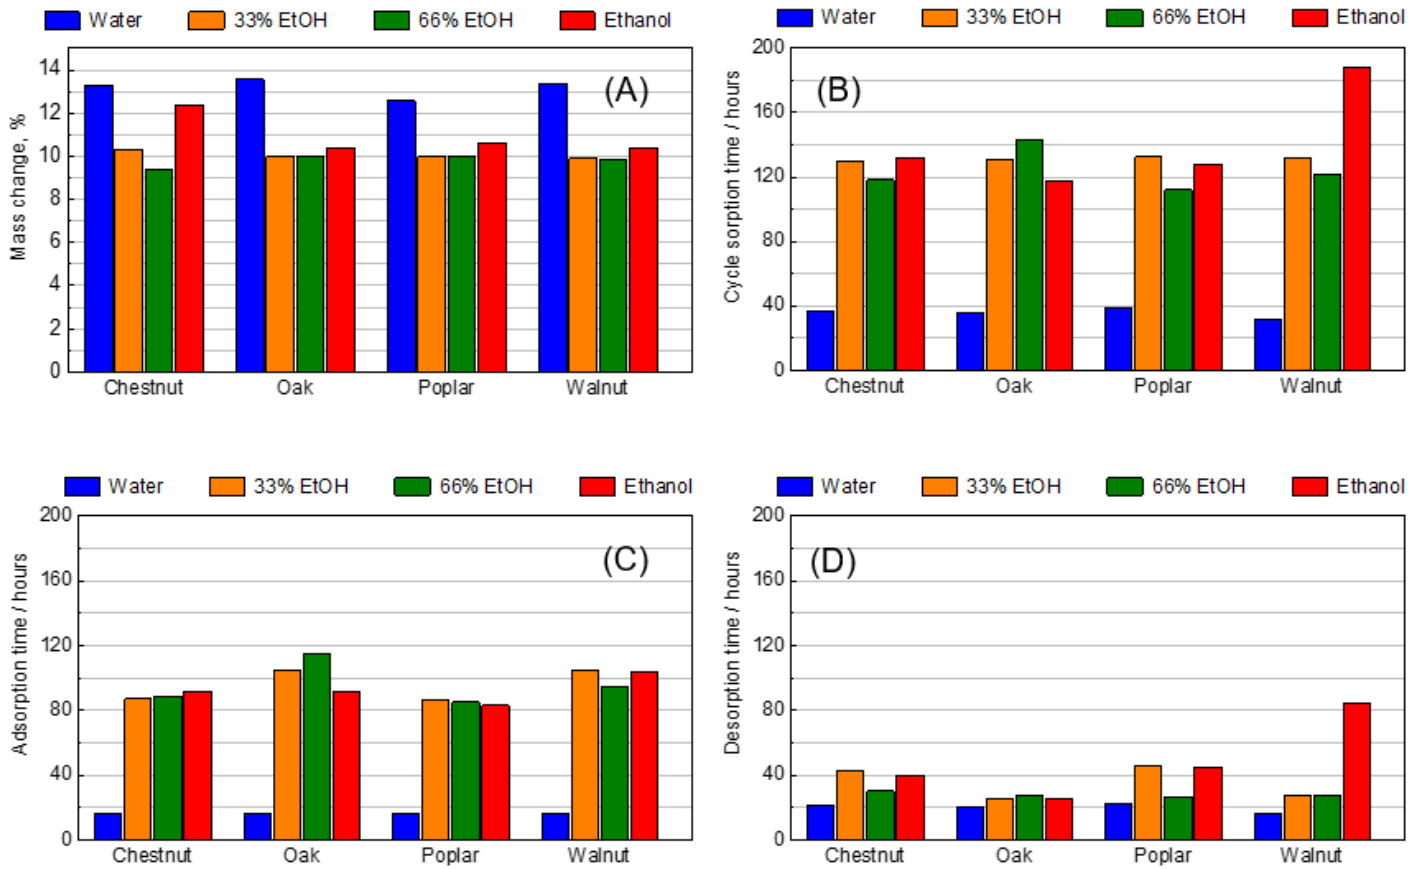 Water 33% EtOH 66% EtOH Ethanol
(A)
Mass change, %
14
12
10
8
6
4
2
0
Chestnut Oak Poplar Walnut
Water 33% EtOH 66% EtOH Ethanol
(B)
Cycle sorption time / hours
200
160
120
80
40
0
Chestnut Oak Poplar Walnut
Water 33% EtOH 66% EtOH Ethanol
(C)
Adsorption time / hours
200
160
120
80
40
0
Chestnut Oak Poplar Walnut
Water 33% EtOH 66% EtOH Ethanol
(D)
Desorption time / hours
200
160
120
80
40
0
Chestnut Oak Poplar Walnut